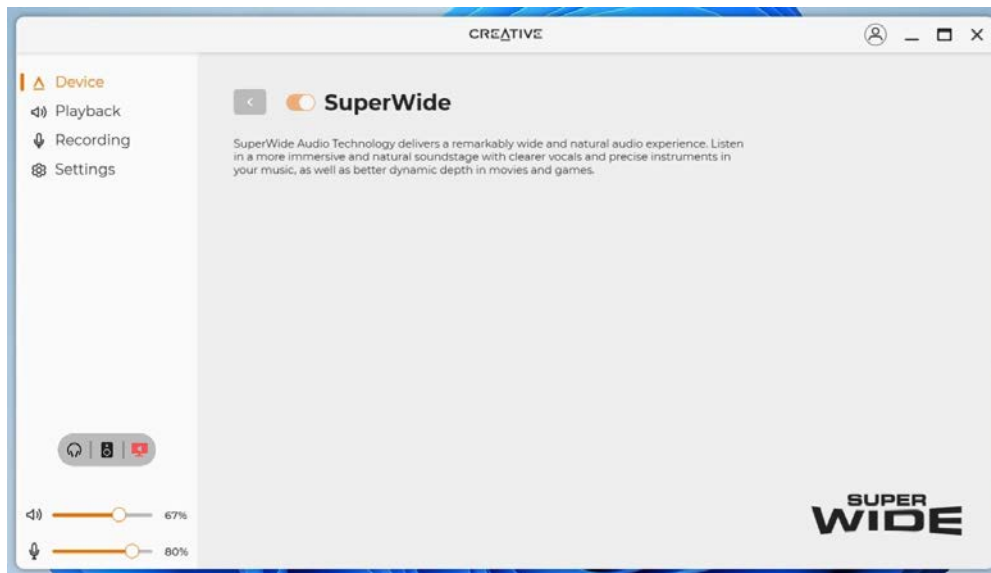 CREATIVE
Device
Playback
Recording
Settings
SuperWide
SuperWide Audio Technology delivers a remarkably wide and natural audio experience. Listen
in a more immersive and natural soundstage with clearer vocals and precise instruments in
your music, as well as better dynamic depth in movies and games.
67%
80%
SUPER
WIDE